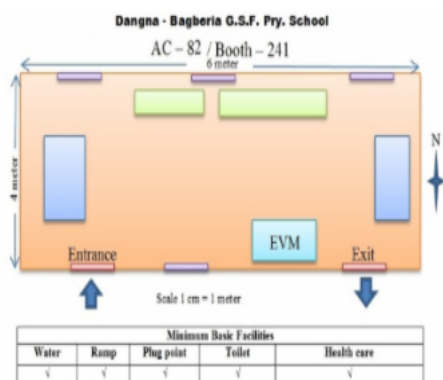 Dangna - Bagberia G.S.F. Pry. School
AC – 82 / Booth – 241
6 meter
4 meter
N
EVM
Entrance
Exit
Scale 1 cm = 1 meter
Minimum Basic Facilities
Water Ramp Plug point Toilet Health care
√ √ √ √ √